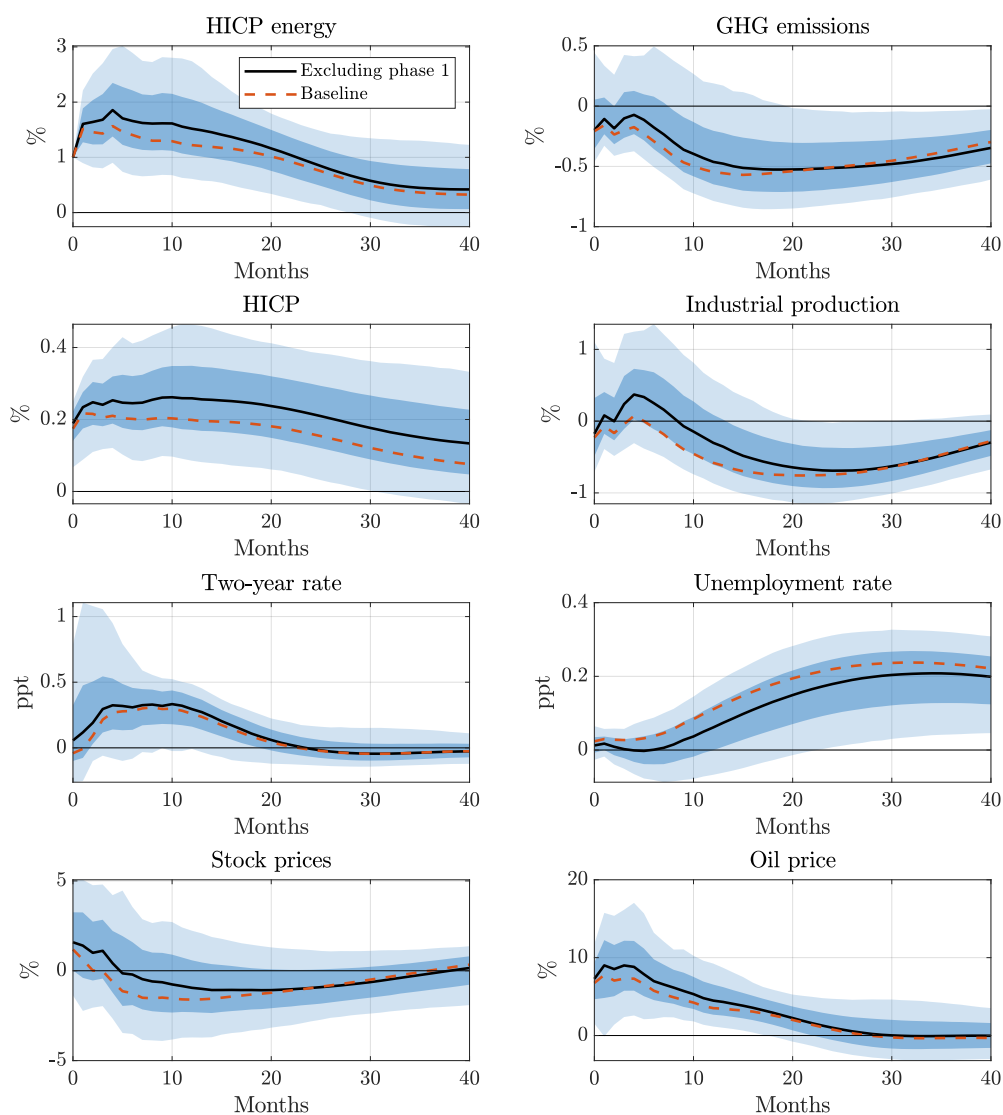 HICP energy
3
2
1
0
%
0 10 20 30 40
Months
Excluding phase 1
Baseline
GHG emissions
0.5
0
-0.5
-1
%
0 10 20 30 40
Months
HICP
0.4
0.2
0
%
0 10 20 30 40
Months
Industrial production
1
0
-1
%
0 10 20 30 40
Months
Two-year rate
1
0.5
0
ppt
0 10 20 30 40
Months
Unemployment rate
0.4
0.2
0
ppt
0 10 20 30 40
Months
Stock prices
5
0
-5
%
0 10 20 30 40
Months
Oil price
20
10
0
%
0 10 20 30 40
Months